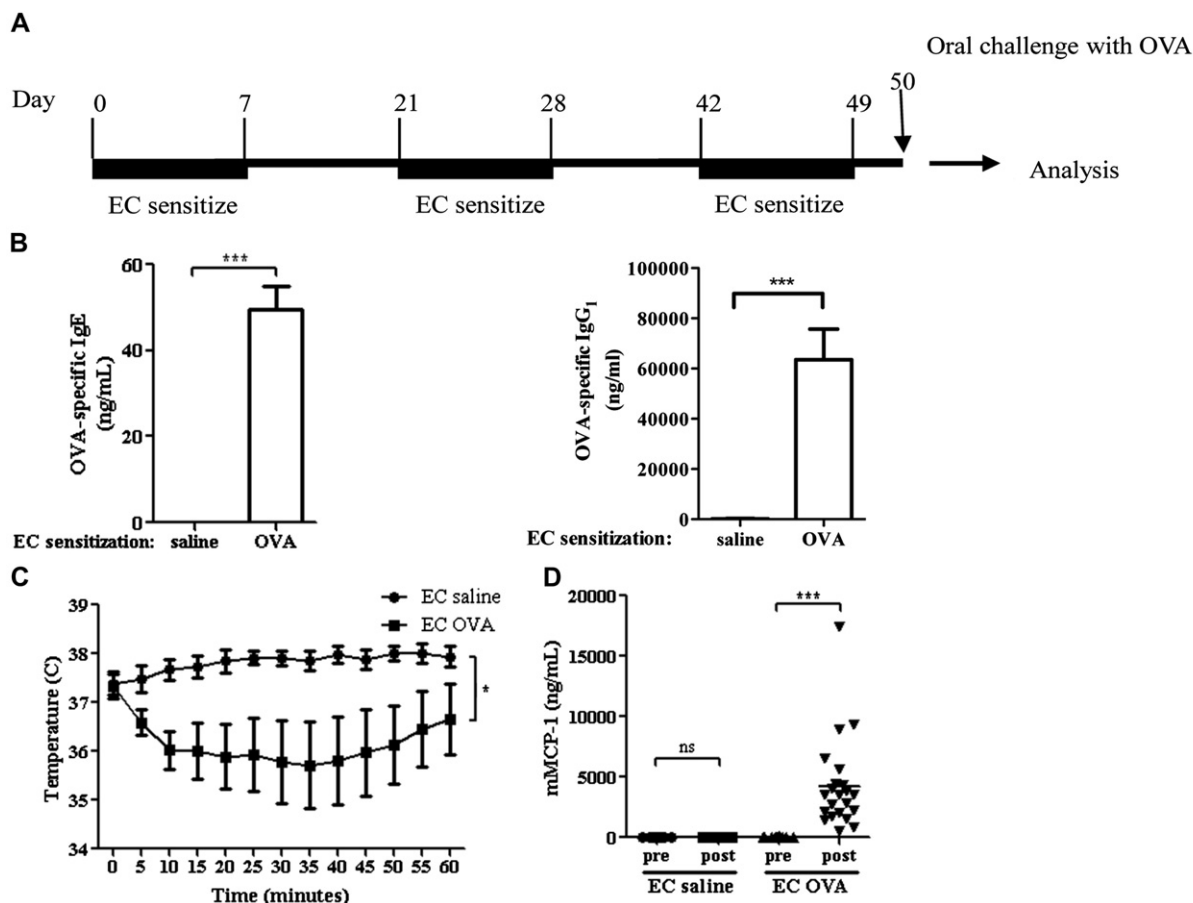 A
Oral challenge with OVA
Day 0 7 21 28 42 49 50
Analysis
EC sensitize EC sensitize EC sensitize
B
60
40
20
0
OVA-specific IgE
(ng/mL)
***
EC sensitization: saline OVA
100000
80000
60000
40000
20000
0
OVA-specific IgG1
(ng/ml)
***
EC sensitization: saline OVA
C
EC saline
EC OVA
39
38
37
36
35
34
Temperature (C)
*
0 5 10 15 20 25 30 35 40 45 50 55 60
Time (minutes)
D
20000
15000
10000
5000
0
mMCP-1 (ng/mL)
ns
***
pre post pre post
EC saline EC OVA